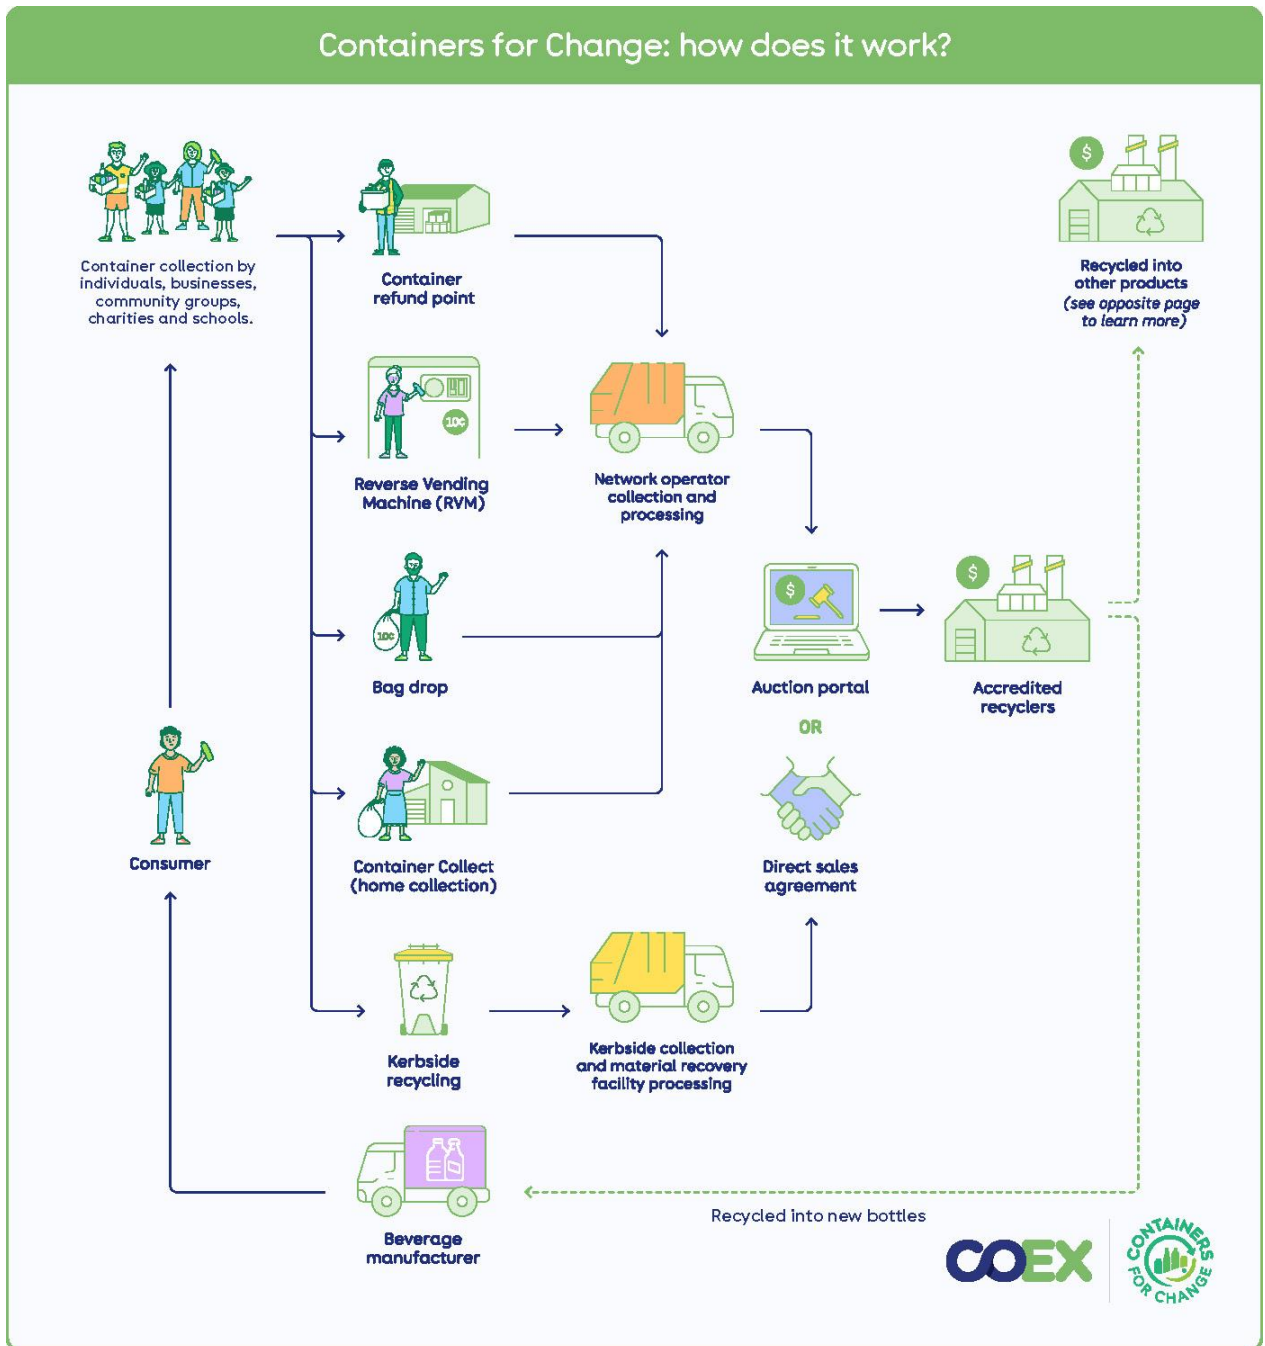 Containers for Change: how does it work?
Container collection by
individuals, businesses,
community groups,
charities and schools.
Container
refund point
$
Recycled into
other products
(see opposite page
to learn more)
10¢
Reverse Vending
Machine (RVM)
Network operator
collection and
processing
10¢
Bag drop
$
Auction portal
OR
$
Accredited
recyclers
Consumer
Container Collect
(home collection)
Direct sales
agreement
Kerbside
recycling
Kerbside collection
and material recovery
facility processing
Beverage
manufacturer
Recycled into new bottles
COEX
CONTAINERS
FOR CHANGE